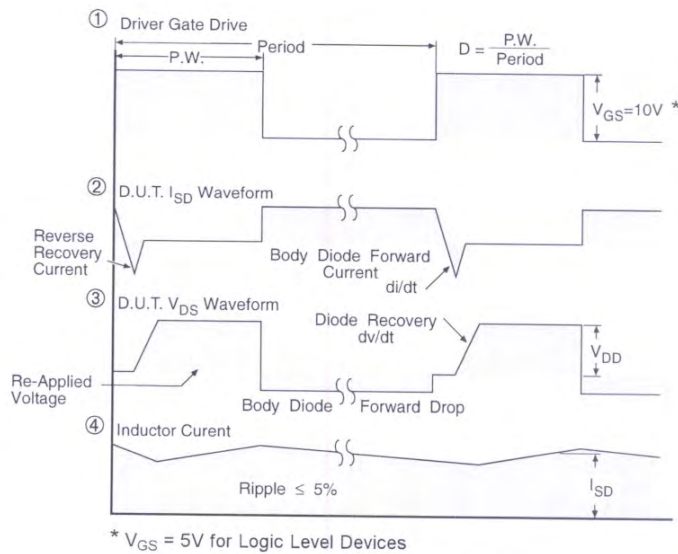 ① Driver Gate Drive
Period
P.W.
D = P.W.
Period
V_GS=10V *
② D.U.T. I_SD Waveform
Reverse
Recovery
Current
Body Diode Forward
Current
di/dt
③ D.U.T. V_DS Waveform
Diode Recovery
dv/dt
V_DD
Re-Applied
Voltage
Body Diode Forward Drop
④ Inductor Curent
Ripple ≤ 5%
I_SD
* V_GS = 5V for Logic Level Devices